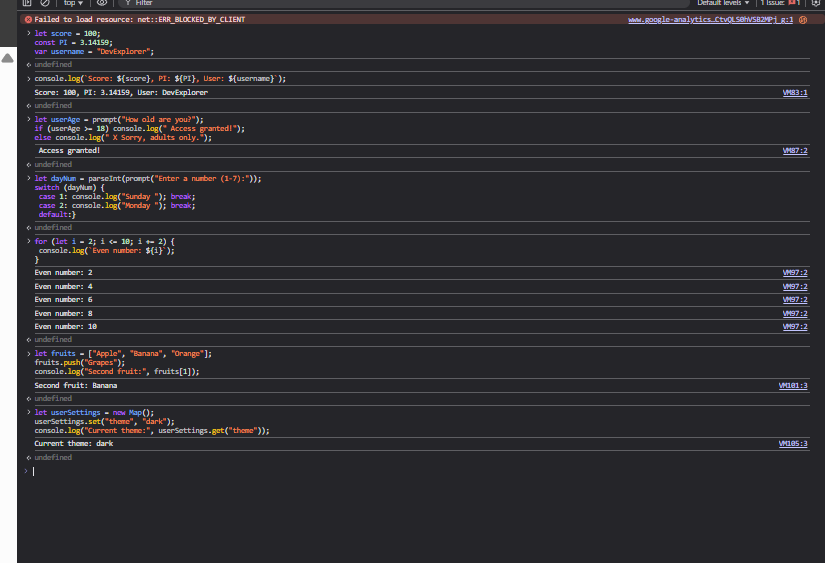 top
Filter
Default levels
1 Issue: 1
Failed to load resource: net::ERR_BLOCKED_BY_CLIENT
let score = 100;
const PI = 3.14159;
var username = "DevExplorer";
undefined
console.log(`Score: ${score}, PI: ${PI}, User: ${username}`);
Score: 100, PI: 3.14159, User: DevExplorer VM83:1
undefined
let userAge = prompt("How old are you?");
if (userAge >= 18) console.log(" Access granted!");
else console.log(" X Sorry, adults only.");
Access granted! VM87:2
undefined
let dayNum = parseInt(prompt("Enter a number (1-7):"));
switch (dayNum) {
case 1: console.log("Sunday "); break;
case 2: console.log("Monday "); break;
default:}
undefined
for (let i = 2; i <= 10; i += 2) {
console.log(`Even number: ${i}`);
}
Even number: 2 VM97:2
Even number: 4 VM97:2
Even number: 6 VM97:2
Even number: 8 VM97:2
Even number: 10 VM97:2
undefined
let fruits = ["Apple", "Banana", "Orange"];
fruits.push("Grapes");
console.log("Second fruit:", fruits[1]);
Second fruit: Banana VM101:3
undefined
let userSettings = new Map();
userSettings.set("theme", "dark");
console.log("Current theme:", userSettings.get("theme"));
Current theme: dark VM105:3
undefined